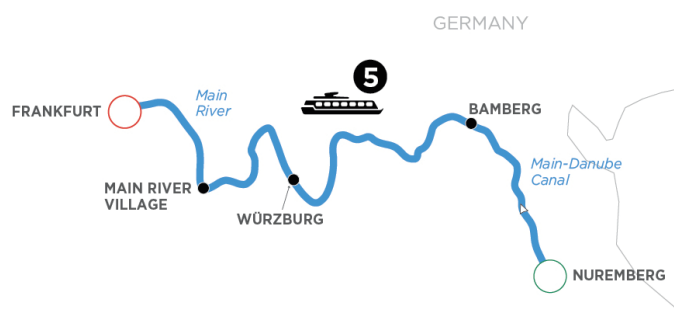 GERMANY
5
FRANKFURT
Main
River
BAMBERG
Main-Danube
Canal
MAIN RIVER
VILLAGE
WÜRZBURG
NUREMBERG